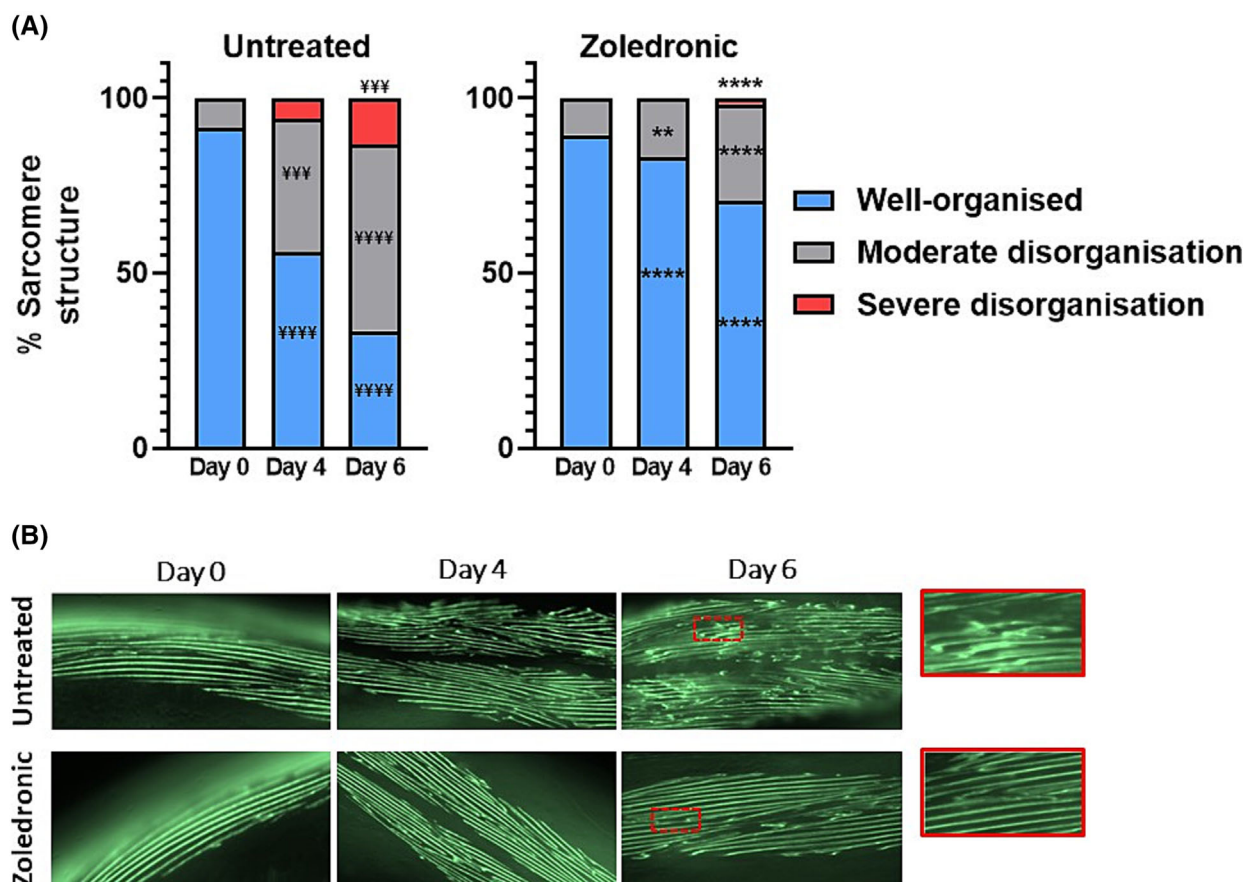 (A)
Untreated
Zoledronic
% Sarcomere
structure
100
50
0
¥¥¥
¥¥¥
¥¥¥¥
¥¥¥¥
¥¥¥¥
Day 0 Day 4 Day 6
100
50
0
****
**
****
****
****
Day 0 Day 4 Day 6
Well-organised
Moderate disorganisation
Severe disorganisation
(B)
Day 0 Day 4 Day 6
Untreated
Zoledronic